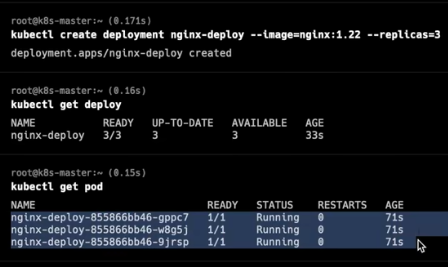 root@k8s-master:~ (0.171s)
kubectl create deployment nginx-deploy --image=nginx:1.22 --replicas=3
deployment.apps/nginx-deploy created
root@k8s-master:~ (0.16s)
kubectl get deploy
NAME READY UP-TO-DATE AVAILABLE AGE
nginx-deploy 3/3 3 3 33s
root@k8s-master:~ (0.15s)
kubectl get pod
NAME READY STATUS RESTARTS AGE
nginx-deploy-855866bb46-gppc7 1/1 Running 0 71s
nginx-deploy-855866bb46-w8g5j 1/1 Running 0 71s
nginx-deploy-855866bb46-9jrsp 1/1 Running 0 71s